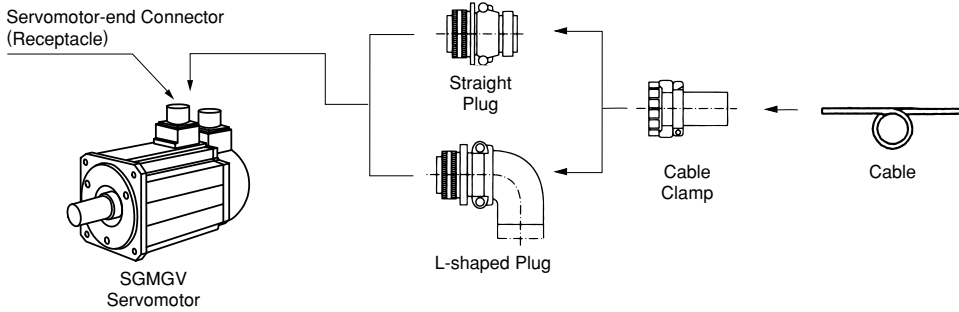 Servomotor-end Connector
(Receptacle)
Straight
Plug
Cable
Clamp
Cable
L-shaped Plug
SGMGV
Servomotor